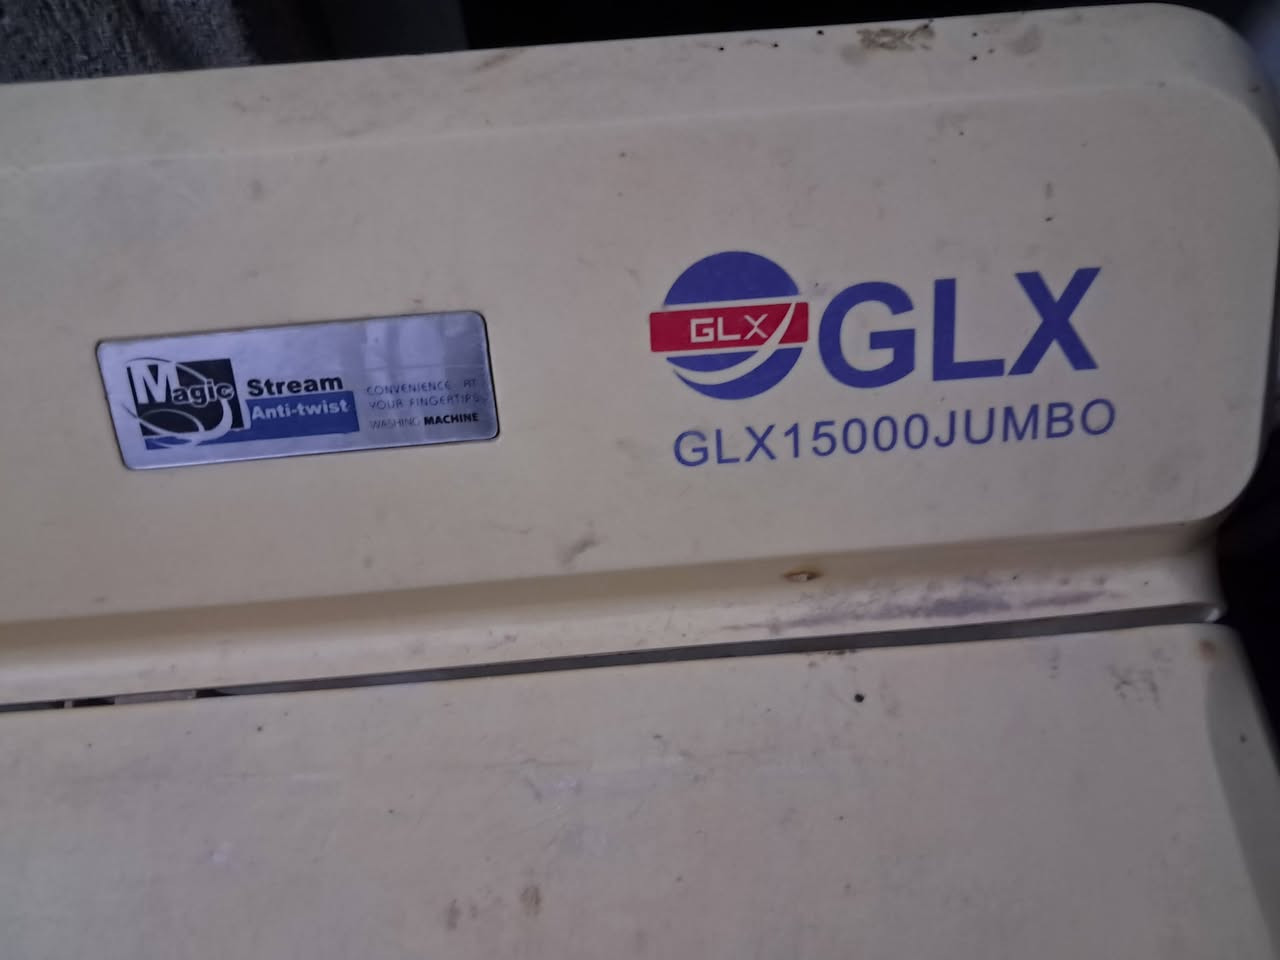 Magic Stream
Anti-twist
CONVENIENCE AT
YOUR FINGERTIPS
WASHING MACHINE
GLX
GLX
GLX15000JUMBO